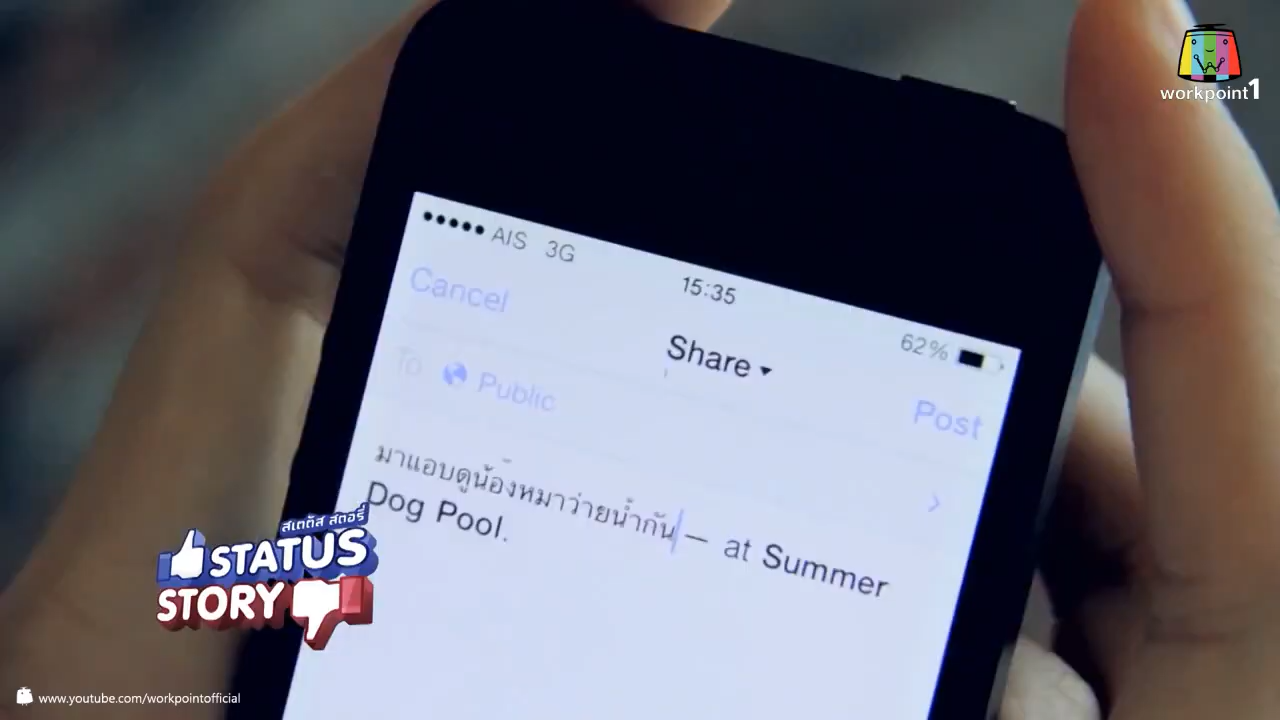 workpoint1
AIS 3G
15:35
62%
Cancel
Share
Post
To Public
มาแอบดูน้องหมาว่ายน้ำกัน — at Summer
Dog Pool.
สเตตัส สตอรี่
STATUS
STORY
www.youtube.com/workpointofficial